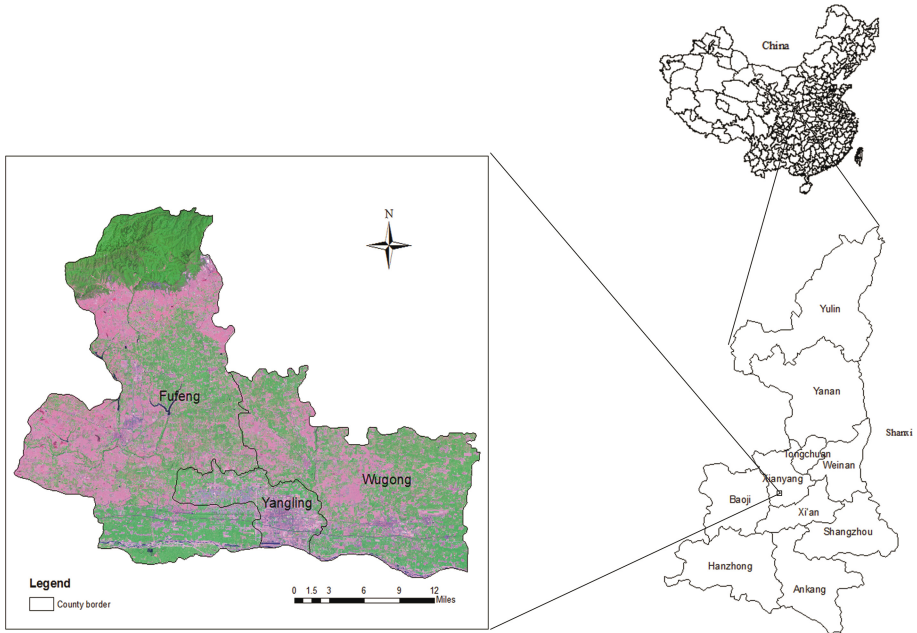 China
N
Fufeng
Wugong
Yangling
Legend
County border
0 1.5 3 6 9 12
Miles
Yulin
Yanan
Shanxi
Tongchuan
Weinan
Xianyang
Baoji
Xi'an
Shangzhou
Hanzhong
Ankang